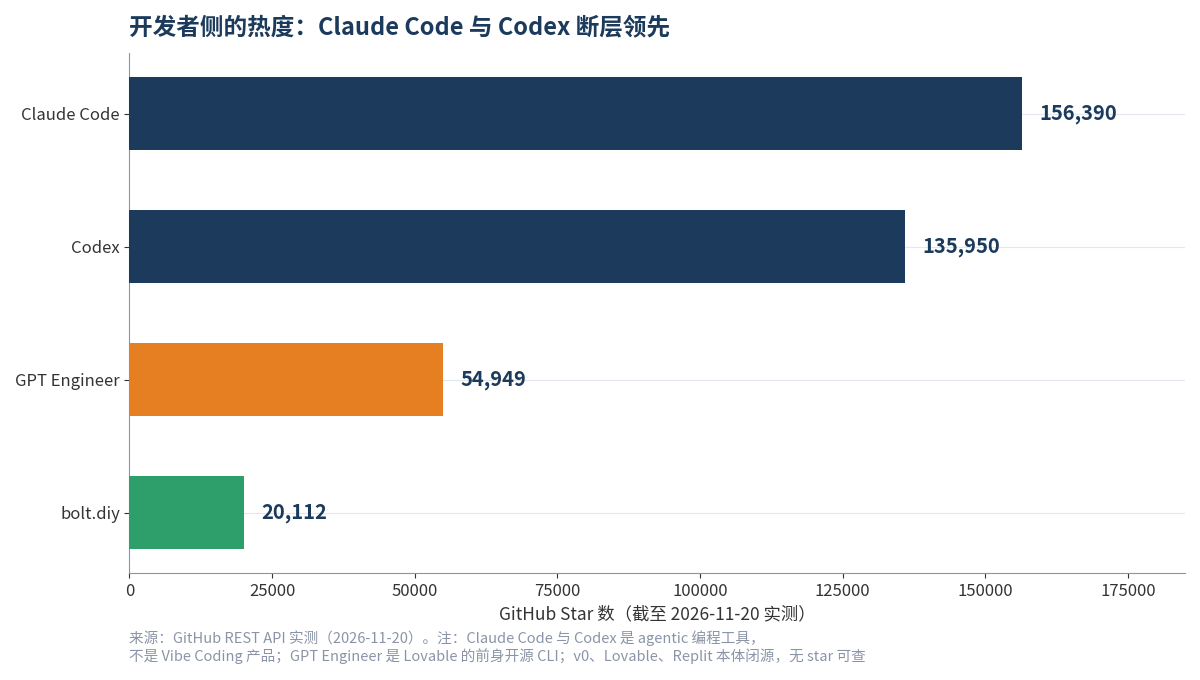 开发者侧的热度：Claude Code 与 Codex 断层领先
Claude Code
156,390
Codex
135,950
GPT Engineer
54,949
bolt.diy
20,112
0 25000 50000 75000 100000 125000 150000 175000
GitHub Star 数（截至 2026-11-20 实测）
来源：GitHub REST API 实测（2026-11-20）。注：Claude Code 与 Codex 是 agentic 编程工具，
不是 Vibe Coding 产品；GPT Engineer 是 Lovable 的前身开源 CLI；v0、Lovable、Replit 本体闭源，无 star 可查